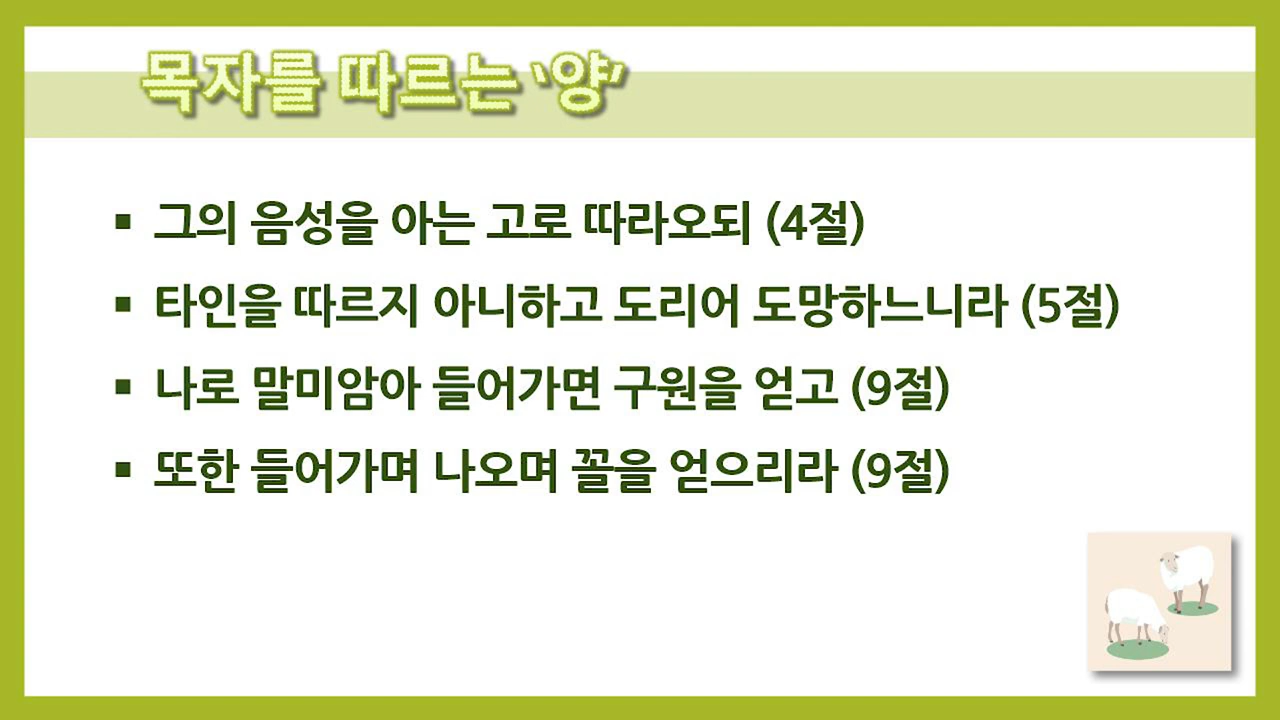 목자를 따르는 '양'
▪ 그의 음성을 아는 고로 따라오되 (4절)
▪ 타인을 따르지 아니하고 도리어 도망하느니라 (5절)
▪ 나로 말미암아 들어가면 구원을 얻고 (9절)
▪ 또한 들어가며 나오며 꼴을 얻으리라 (9절)